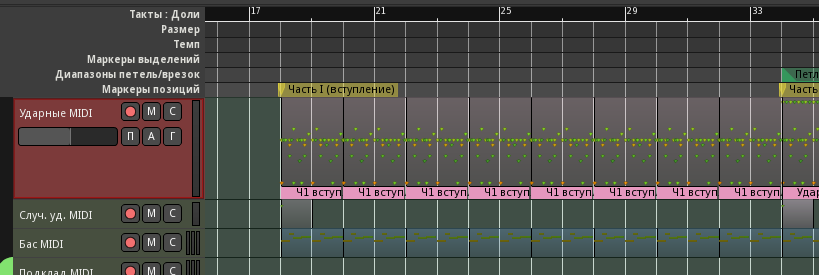 Такты : Доли
17 21 25 29 33
Размер
Темп
Маркеры выделений
Диапазоны петель/врезок
Петл
Маркеры позиций
Часть I (вступление)
Часть
Ударные MIDI
М С
П А Г
Ч1 вступ Ч1 вступ Ч1 вступ Ч1 вступ Ч1 вступ Ч1 вступ Ч1 вступ Ч1 вступ Удар
Случ. уд. MIDI
М С
Бас MIDI
М С
Подклад MIDI
М С